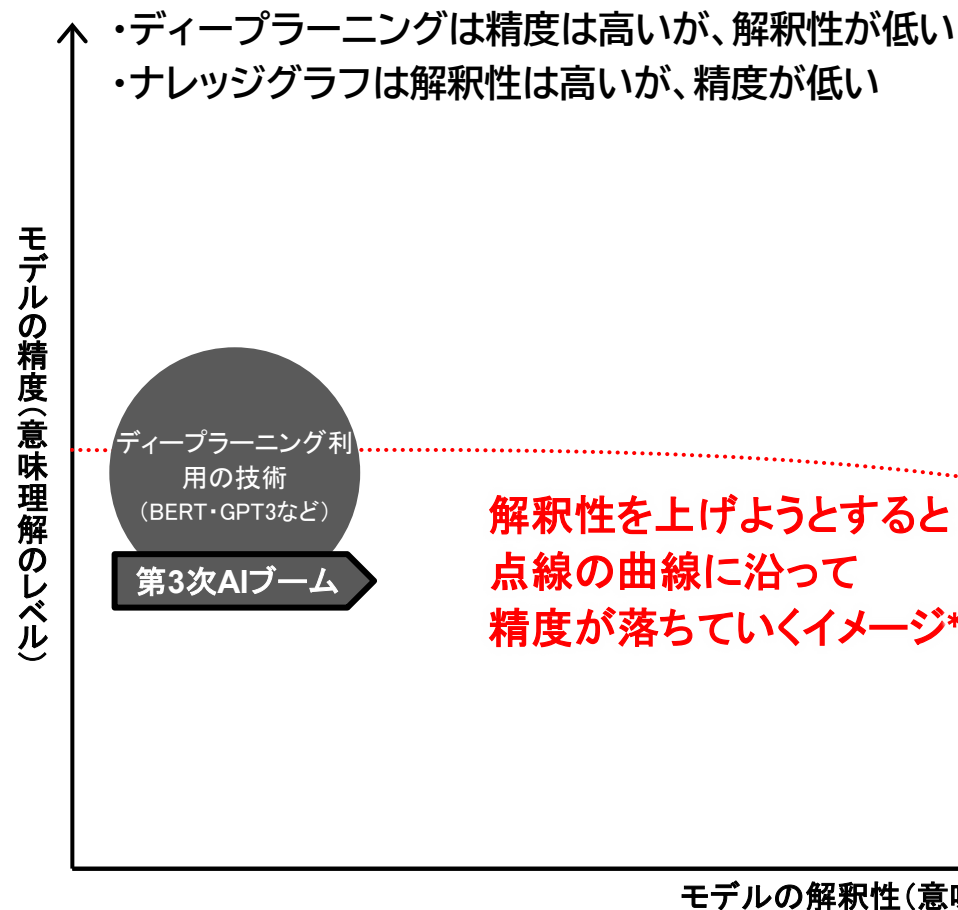 ・ディープラーニングは精度は高いが、解釈性が低い
・ナレッジグラフは解釈性は高いが、精度が低い
モデルの精度（意味理解のレベル）
ディープラーニング利
用の技術
（BERT・GPT3など）
第3次AIブーム
解釈性を上げようとすると
点線の曲線に沿って
精度が落ちていくイメージ*
モデルの解釈性（意